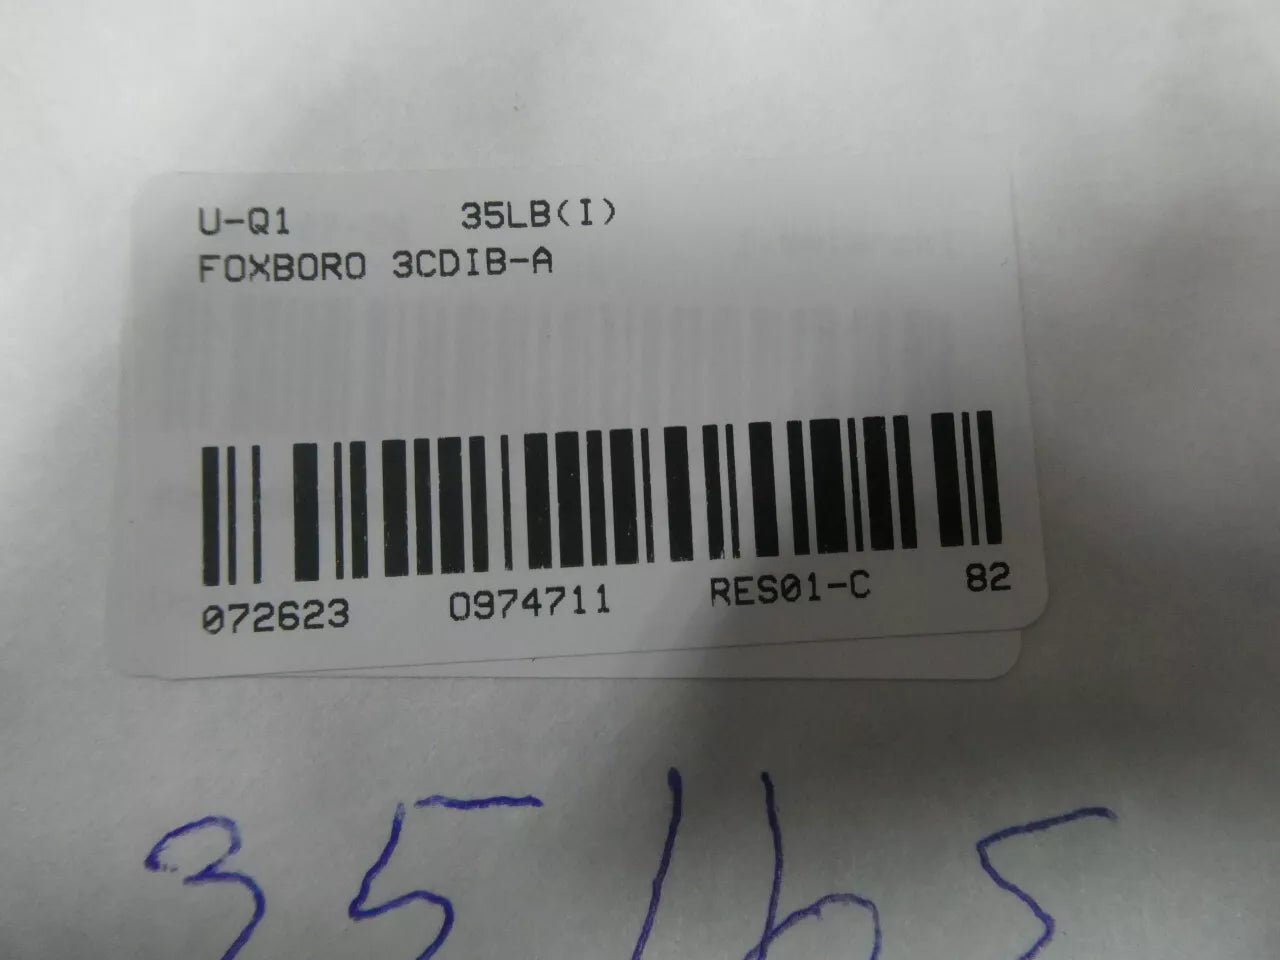 U-Q1 35LB(I)
FOXBORO 3CDIB-A
072623 0974711 RES01-C 82
35 lbs